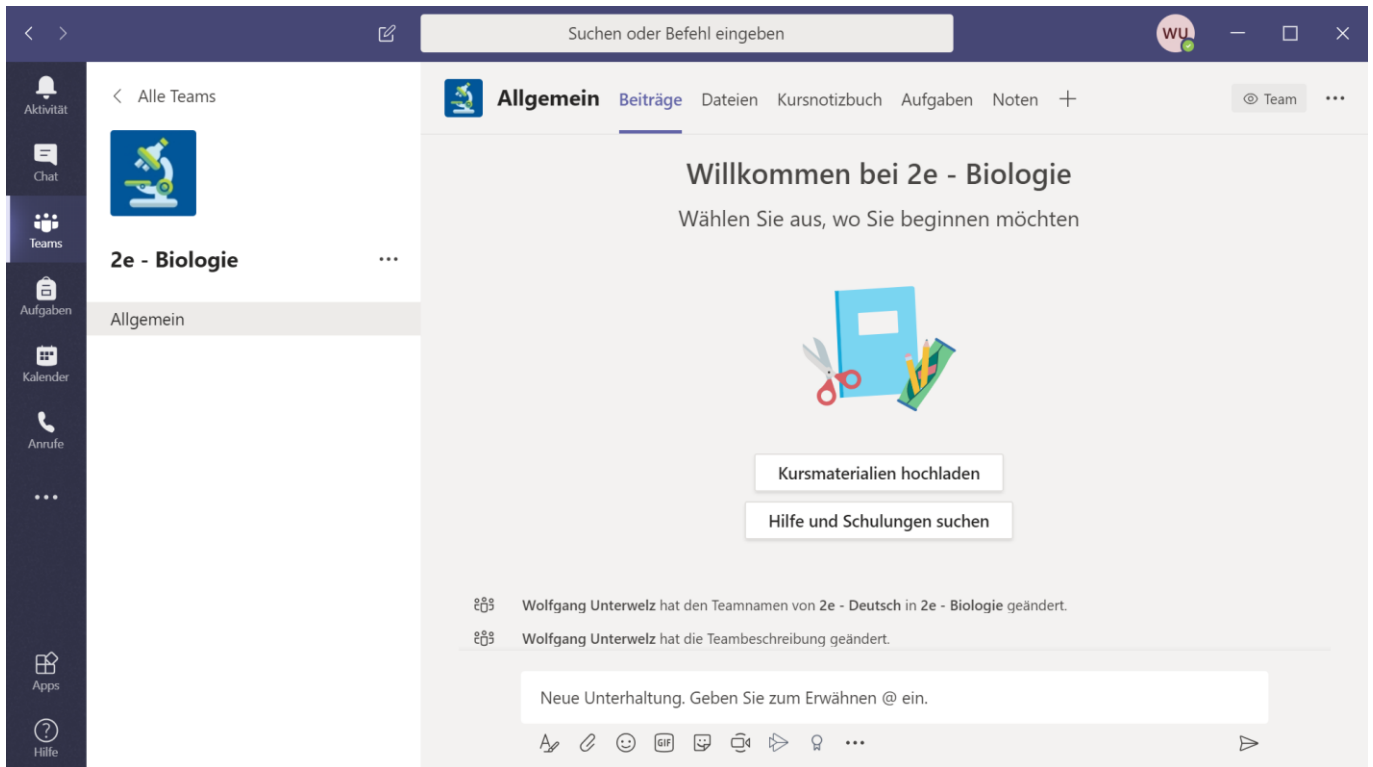 Suchen oder Befehl eingeben
WU
Aktivität
Chat
Teams
Aufgaben
Kalender
Anrufe
Apps
Hilfe
Alle Teams
2e - Biologie
Allgemein
Allgemein Beiträge Dateien Kursnotizbuch Aufgaben Noten
Team
Willkommen bei 2e - Biologie
Wählen Sie aus, wo Sie beginnen möchten
Kursmaterialien hochladen
Hilfe und Schulungen suchen
Wolfgang Unterwelz hat den Teamnamen von 2e - Deutsch in 2e - Biologie geändert.
Wolfgang Unterwelz hat die Teambeschreibung geändert.
Neue Unterhaltung. Geben Sie zum Erwähnen @ ein.
GIF